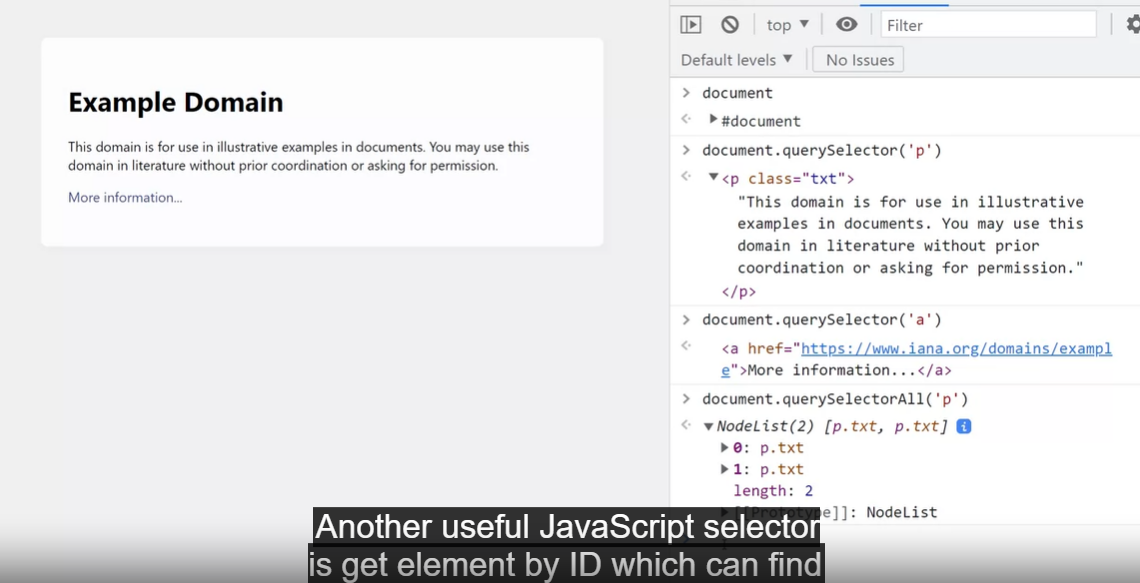 Example Domain
This domain is for use in illustrative examples in documents. You may use this
domain in literature without prior coordination or asking for permission.
More information...
top
Filter
Default levels
No Issues
document
#document
document.querySelector('p')
<p class="txt">
"This domain is for use in illustrative
examples in documents. You may use this
domain in literature without prior
coordination or asking for permission."
</p>
document.querySelector('a')
<a href="https://www.iana.org/domains/exampl
e">More information...</a>
document.querySelectorAll('p')
NodeList(2) [p.txt, p.txt]
0: p.txt
1: p.txt
length: 2
[[Prototype]]: NodeList
Another useful JavaScript selector
is get element by ID which can find